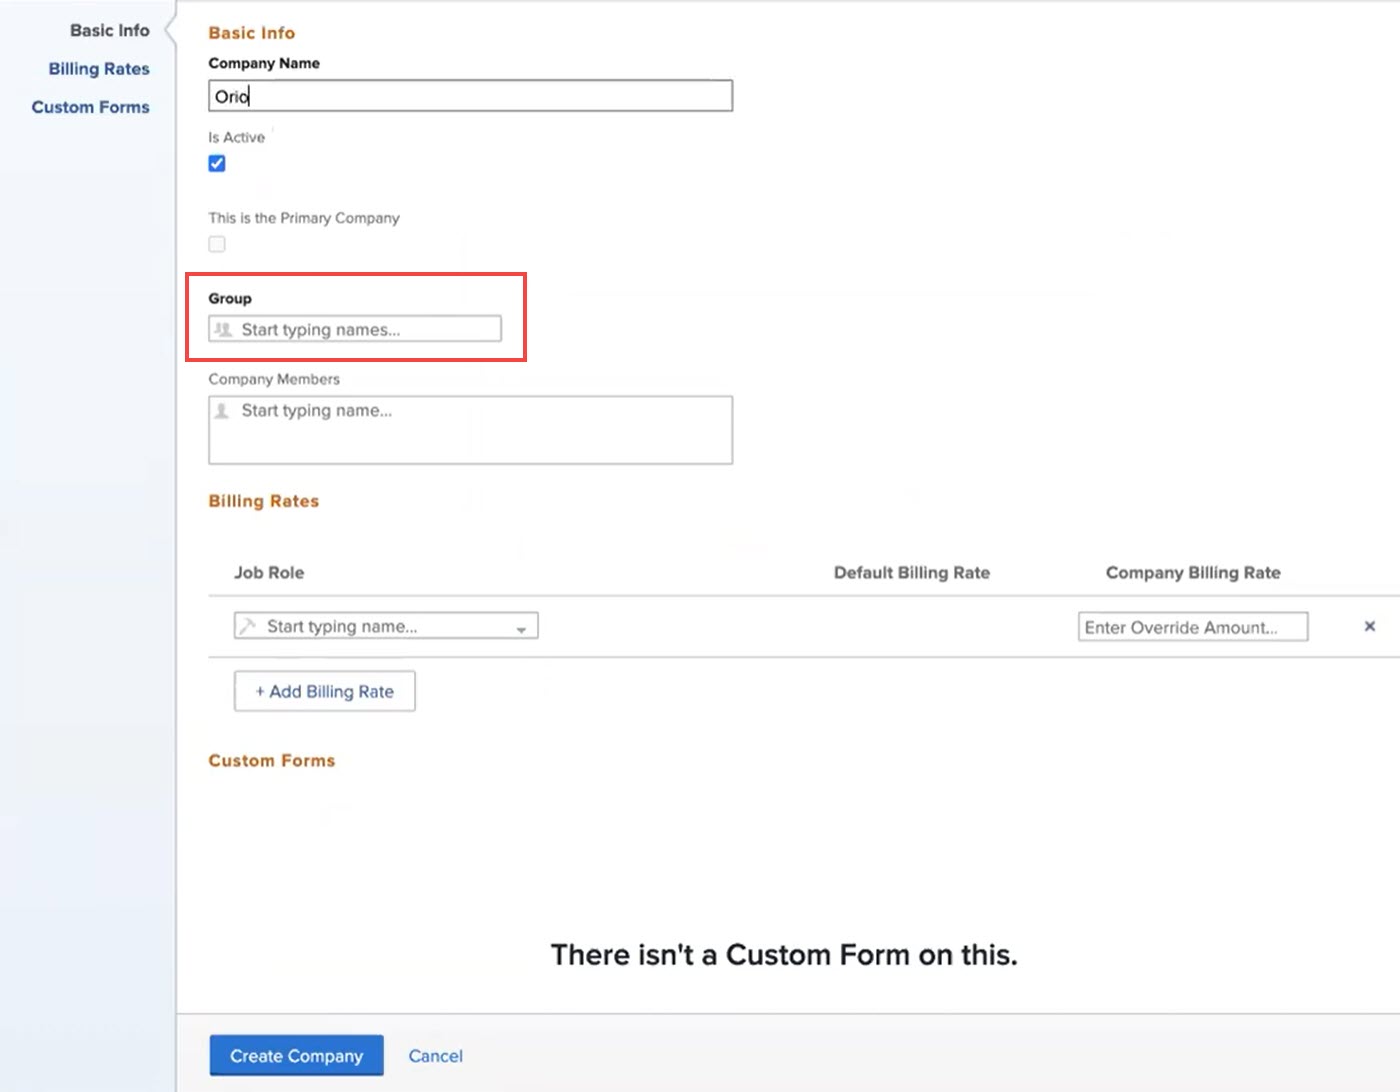 Basic Info
Billing Rates
Custom Forms
Basic Info
Company Name
Orio
Is Active
This is the Primary Company
Group
Start typing names...
Company Members
Start typing name...
Billing Rates
Job Role Default Billing Rate Company Billing Rate
Start typing name... Enter Override Amount... ×
+ Add Billing Rate
Custom Forms
There isn't a Custom Form on this.
Create Company Cancel